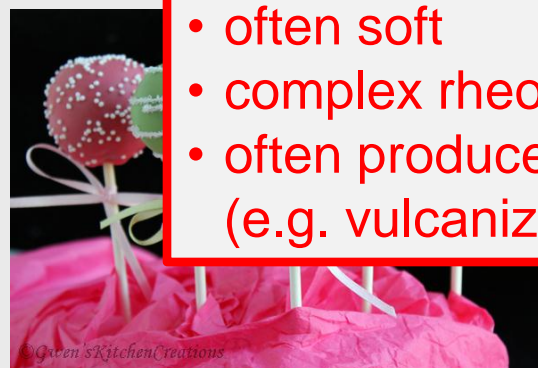 • often soft
• complex rheo
• often produce
(e.g. vulcaniz
©Gwen'sKitchenCreations